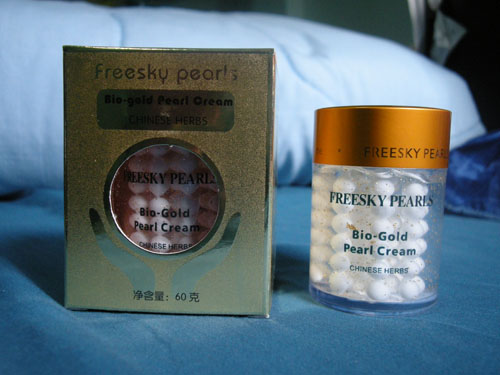 Freesky pearls
Bio-gold Pearl Cream
CHINESE HERBS
FREESKY PEARLS
Bio-Gold
Pearl Cream
CHINESE HERBS
净含量：60克
FREESKY PEARL
FREESKY PEARLS
Bio-Gold
Pearl Cream
CHINESE HERBS